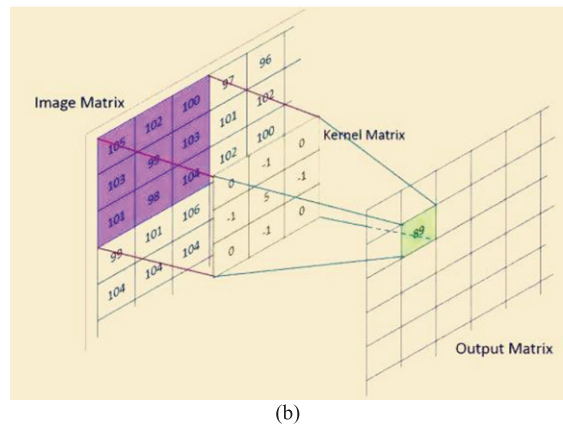 Image Matrix
105 102 100 97 96
103 99 103 101 102
101 98 104 102 100
99 101 106
104 104 104
Kernel Matrix
0 -1 0
-1 5 -1
0 -1 0
89
Output Matrix
(b)